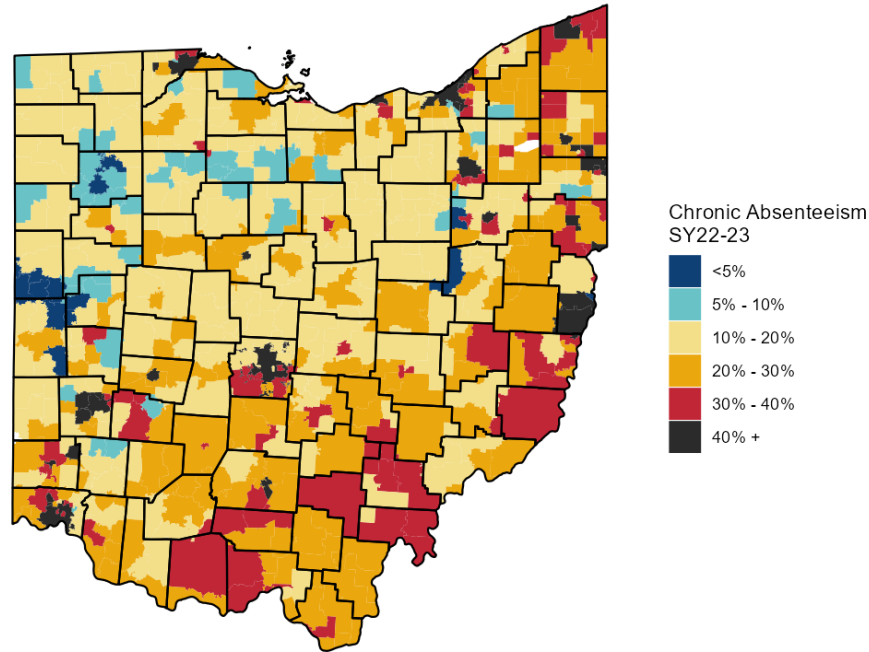 Chronic Absenteeism
SY22-23
<5%
5% - 10%
10% - 20%
20% - 30%
30% - 40%
40% +